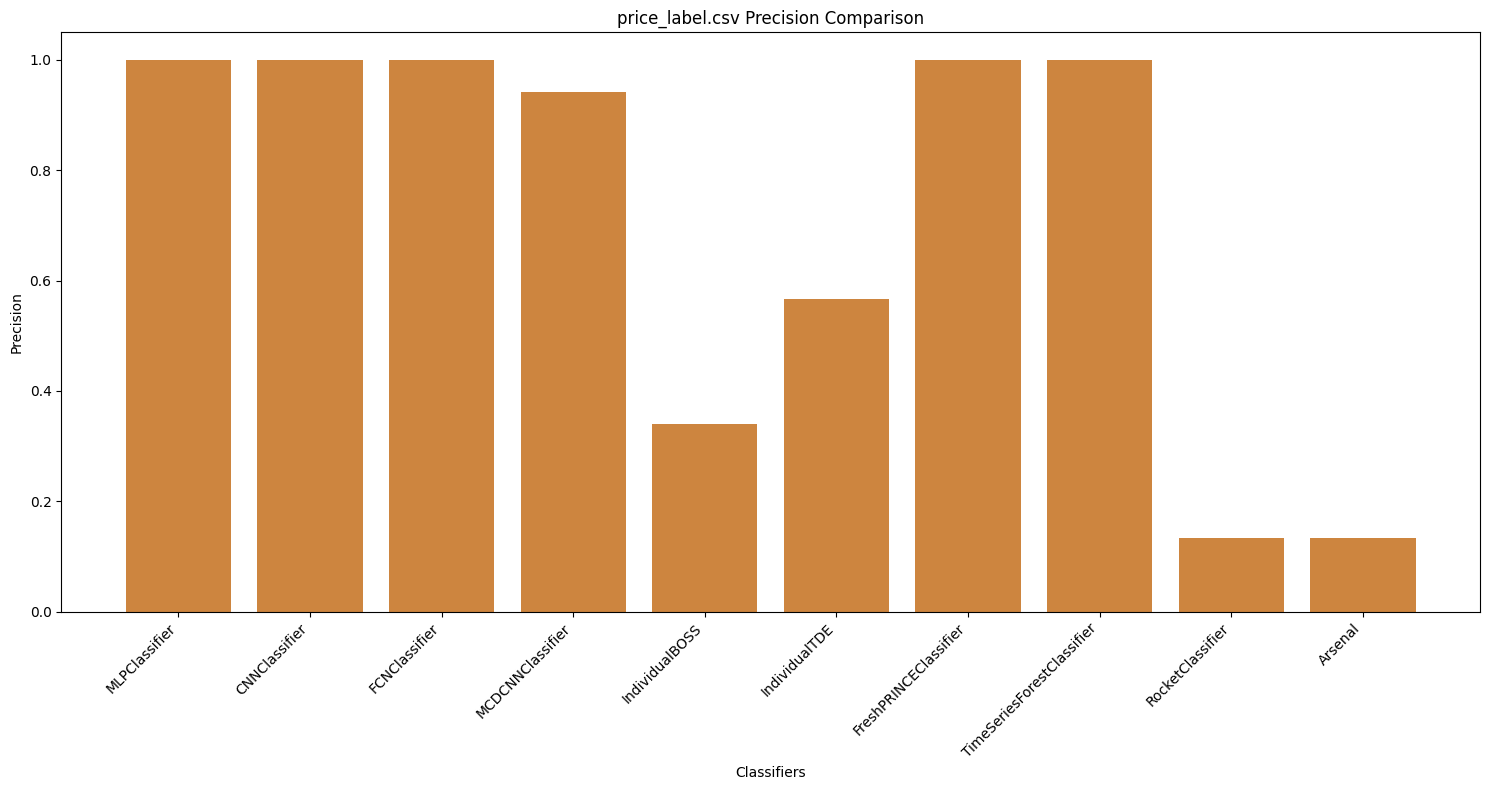 price_label.csv Precision Comparison
1.0
0.8
0.6
0.4
0.2
0.0
Precision
MLPClassifier
CNNClassifier
FCNClassifier
MCDCNNClassifier
IndividualBOSS
IndividualTDE
FreshPRINCEClassifier
TimeSeriesForestClassifier
RocketClassifier
Arsenal
Classifiers